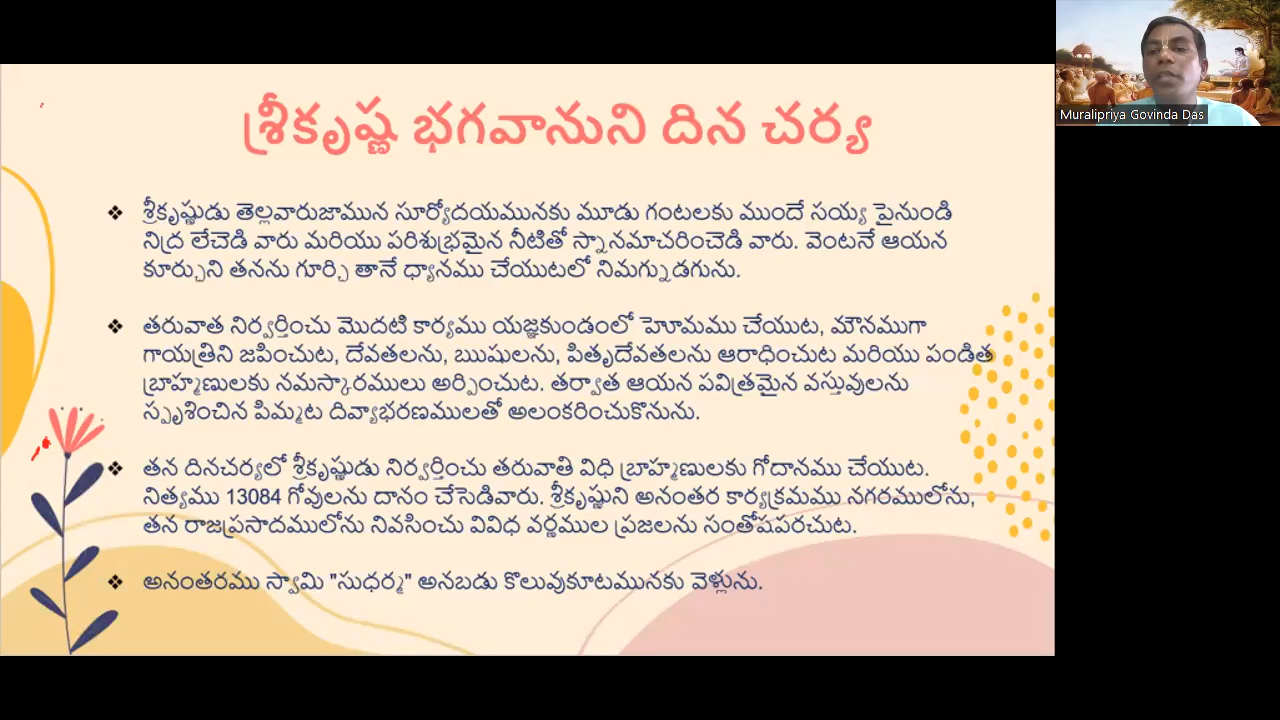 శ్రీకృష్ణ భగవానుని దిన చర్య
❖ శ్రీకృష్ణుడు తెల్లవారుజామున సూర్యోదయమునకు మూడు గంటలకు ముందే సయ్య పైనుండి
నిద్ర లేచెడి వారు మరియు పరిశుభ్రమైన నీటితో స్నానమాచరించెడి వారు. వెంటనే ఆయన
కూర్చుని తనను గూర్చి తానే ధ్యానము చేయుటలో నిమగ్నుడగును.
❖ తరువాత నిర్వర్తించు మొదటి కార్యము యజ్ఞకుండంలో హెూమము చేయుట, మౌనముగా
గాయత్రిని జపించుట, దేవతలను, ఋషులను, పితృదేవతలను ఆరాధించుట మరియు పండిత
బ్రాహ్మణులకు నమస్కారములు అర్పించుట. తర్వాత ఆయన పవిత్రమైన వస్తువులను
స్పృశించిన పిమ్మట దివ్యాభరణములతో అలంకరించుకొనును.
❖ తన దినచర్యలో శ్రీకృష్ణుడు నిర్వర్తించు తరువాతి విధి బ్రాహ్మణులకు గోదానము చేయుట.
నిత్యము 13084 గోవులను దానం చేసెడివారు. శ్రీకృష్ణుని అనంతర కార్యక్రమము నగరములోను,
తన రాజప్రసాదములోను నివసించు వివిధ వర్ణముల ప్రజలను సంతోషపరచుట.
❖ అనంతరము స్వామి "సుధర్మ" అనబడు కొలువుకూటమునకు వెళ్లును.
Muralipriya Govinda Das